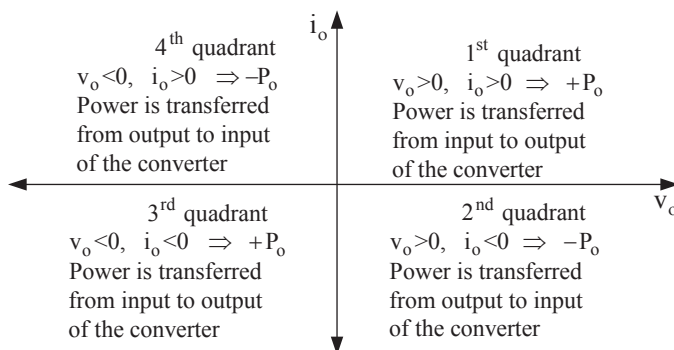 i_o
4^th quadrant
v_o<0, i_o>0 ⇒ −P_o
Power is transferred
from output to input
of the converter
1^st quadrant
v_o>0, i_o>0 ⇒ +P_o
Power is transferred
from input to output
of the converter
v_o
3^rd quadrant
v_o<0, i_o<0 ⇒ +P_o
Power is transferred
from input to output
of the converter
2^nd quadrant
v_o>0, i_o<0 ⇒ −P_o
Power is transferred
from output to input
of the converter